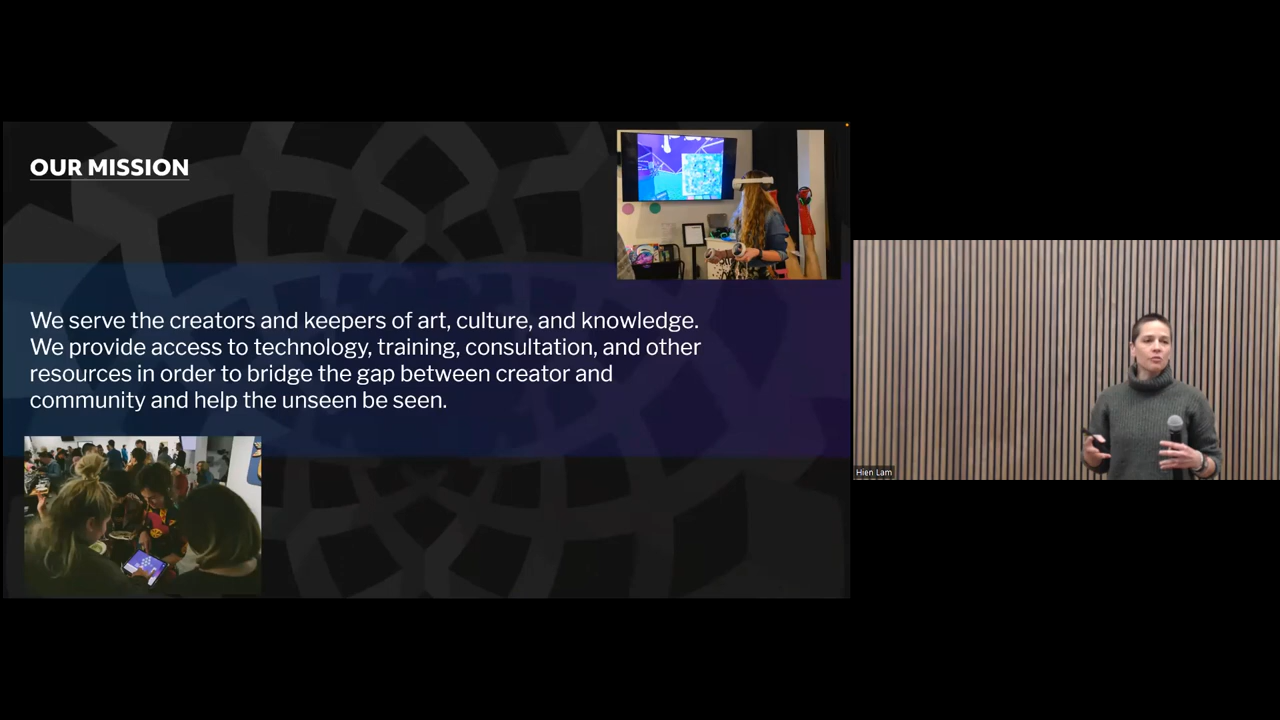 OUR MISSION
We serve the creators and keepers of art, culture, and knowledge.
We provide access to technology, training, consultation, and other
resources in order to bridge the gap between creator and
community and help the unseen be seen.
Hien Lam